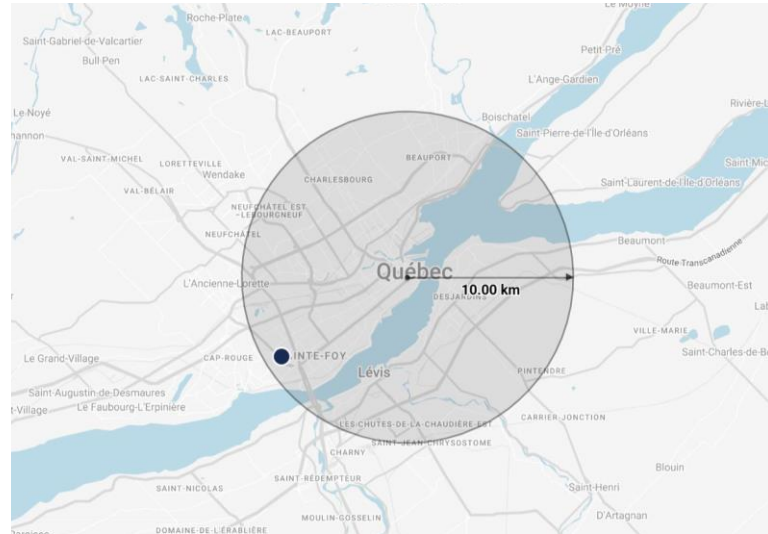 Le Moyne
Roche-Plate
LAC-BEAUPORT
Saint-Gabriel-de-Valcartier
Petit-Pré
Bull Pen
L'Ange-Gardien
LAC-SAINT-CHARLES
Rivière-L
Le Noyé
Boischatel
hannon
Saint-Pierre-de-l'Île-d'Orléans
VAL-SAINT-MICHEL
LORETTEVILLE
BEAUPORT
Saint Mic
Wendake
CHARLESBOURG
Saint-Laurent-de-l'Île-d'Orléans
VAL-BÉLAIR
NEUFCHÂTEL EST
-LEBOURGNEUF
NEUFCHÂTEL
Beaumont
Route Transcanadienne
Québec
L'Ancienne-Lorette
10.00 km
Beaumont-Est
DESJARDINS
Lab
VILLE-MARIE
Le Grand-Village
CAP-ROUGE
INTE-FOY
Saint-Charles-de-B
Lévis
PINTENDRE
Saint-Augustin-de-Desmaures
t-Village
Le Faubourg-L'Erpinière
CARRIER JONCTION
LES CHUTES-DE-LA-CHAUDIÈRE-EST
SAINT-JEAN-CHRYSOSTOME
CHARNY
Blouin
SAINT-RÉDEMPTEUR
SAINT-NICOLAS
Saint-Henri
MOULIN-GOSSELIN
D'Artagnan
DOMAINE-DE-L'ÉRABLIÈRE